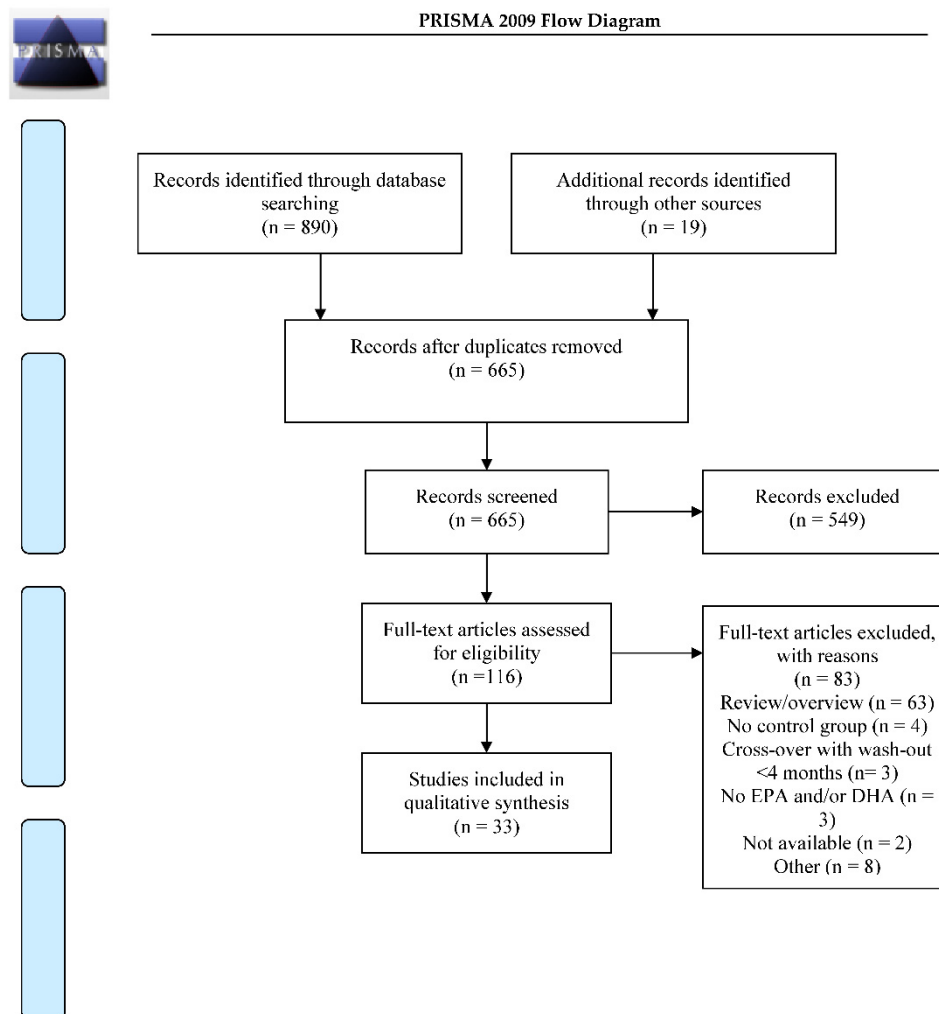 PRISMA 2009 Flow Diagram
PRISMA
Records identified through database
searching
(n = 890)
Additional records identified
through other sources
(n = 19)
Records after duplicates removed
(n = 665)
Records screened
(n = 665)
Records excluded
(n = 549)
Full-text articles assessed
for eligibility
(n =116)
Full-text articles excluded,
with reasons
(n = 83)
Review/overview (n = 63)
No control group (n = 4)
Cross-over with wash-out
<4 months (n= 3)
No EPA and/or DHA (n =
3)
Not available (n = 2)
Other (n = 8)
Studies included in
qualitative synthesis
(n = 33)